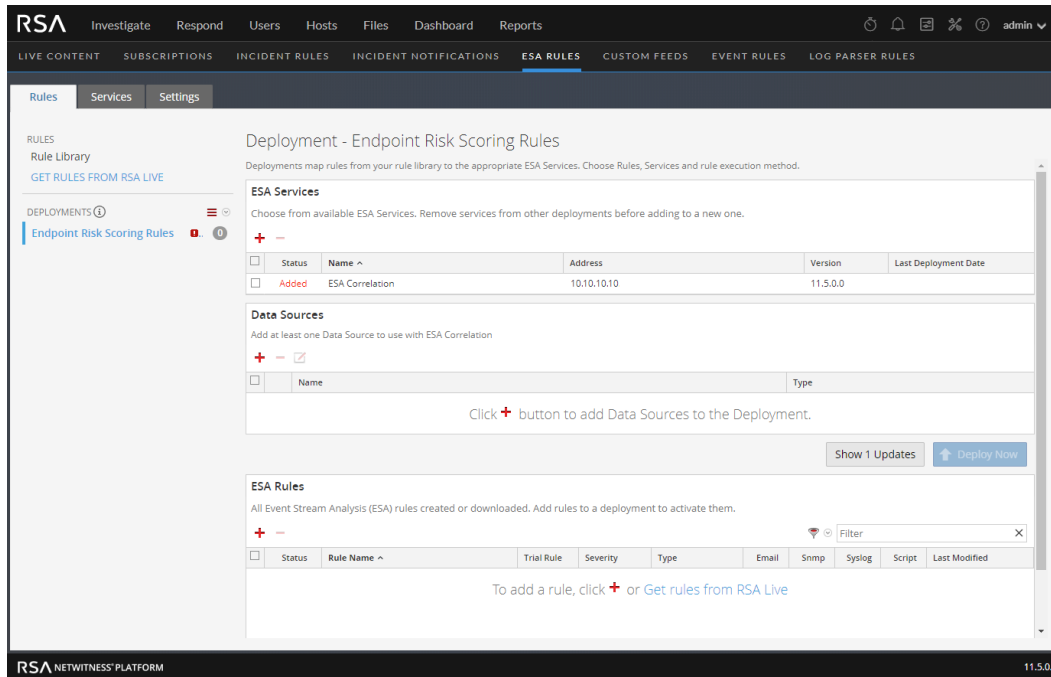 RSA Investigate Respond Users Hosts Files Dashboard Reports admin
LIVE CONTENT SUBSCRIPTIONS INCIDENT RULES INCIDENT NOTIFICATIONS ESA RULES CUSTOM FEEDS EVENT RULES LOG PARSER RULES
Rules Services Settings
RULES
Rule Library
GET RULES FROM RSA LIVE
DEPLOYMENTS
Endpoint Risk Scoring Rules 0
Deployment - Endpoint Risk Scoring Rules
Deployments map rules from your rule library to the appropriate ESA Services. Choose Rules, Services and rule execution method.
ESA Services
Choose from available ESA Services. Remove services from other deployments before adding to a new one.
Status Name Address Version Last Deployment Date
Added ESA Correlation 10.10.10.10 11.5.0.0
Data Sources
Add at least one Data Source to use with ESA Correlation
Name Type
Click + button to add Data Sources to the Deployment.
Show 1 Updates Deploy Now
ESA Rules
All Event Stream Analysis (ESA) rules created or downloaded. Add rules to a deployment to activate them.
Filter
Status Rule Name Trial Rule Severity Type Email Snmp Syslog Script Last Modified
To add a rule, click + or Get rules from RSA Live
RSA NETWITNESS® PLATFORM 11.5.0.